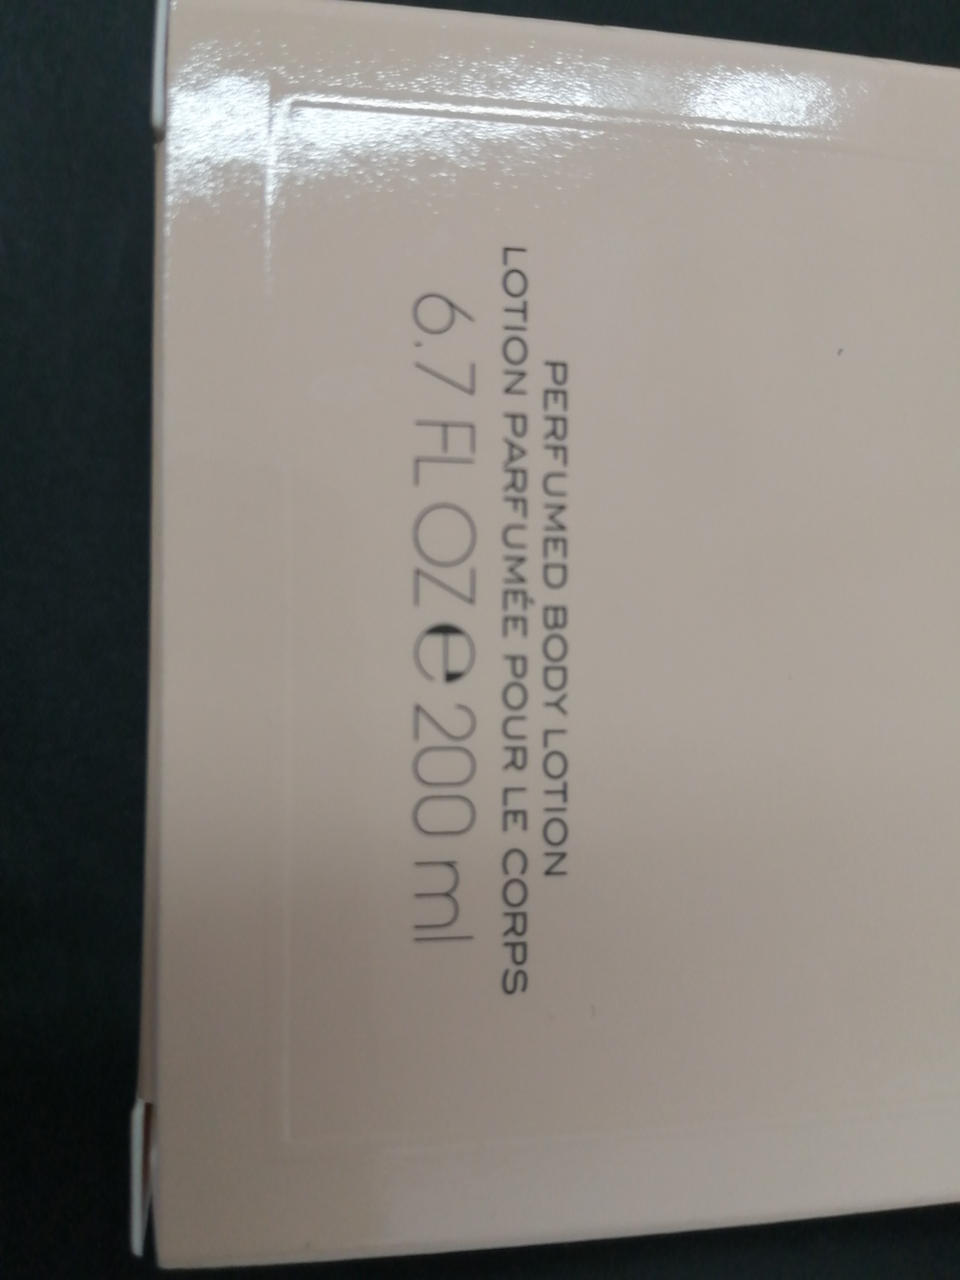 PERFUMED BODY LOTION
LOTION PARFUMÉE POUR LE CORPS
6.7 FL OZ e 200 ml